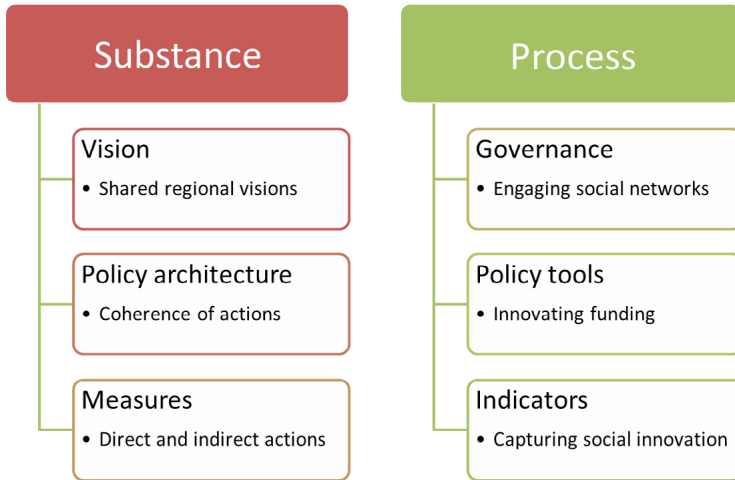 Substance
Vision
• Shared regional visions
Policy architecture
• Coherence of actions
Measures
• Direct and indirect actions
Process
Governance
• Engaging social networks
Policy tools
• Innovating funding
Indicators
• Capturing social innovation